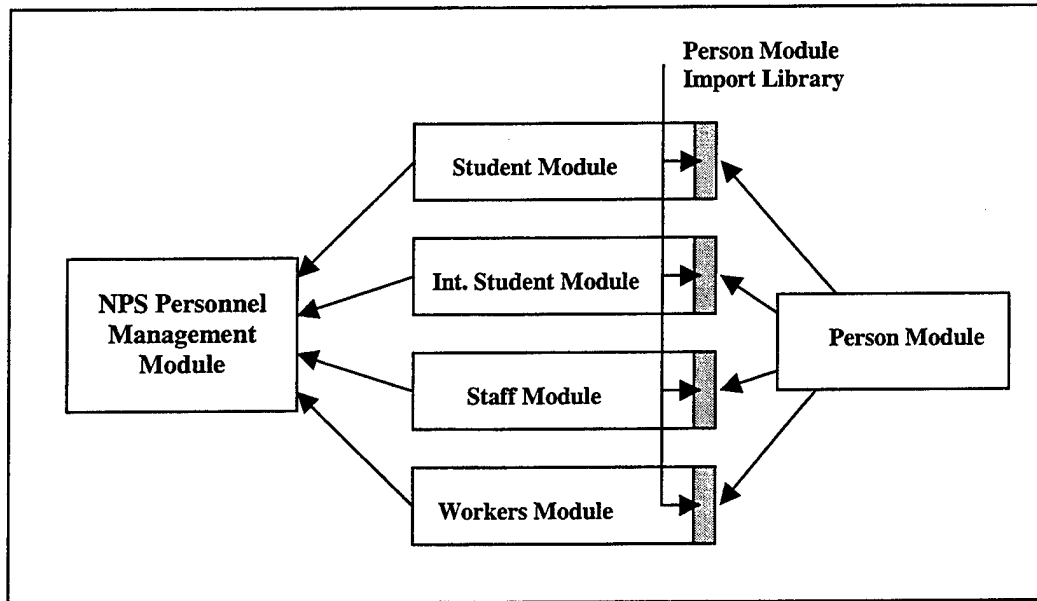 Person Module
Import Library
Student Module
Int. Student Module
NPS Personnel
Management
Module
Person Module
Staff Module
Workers Module